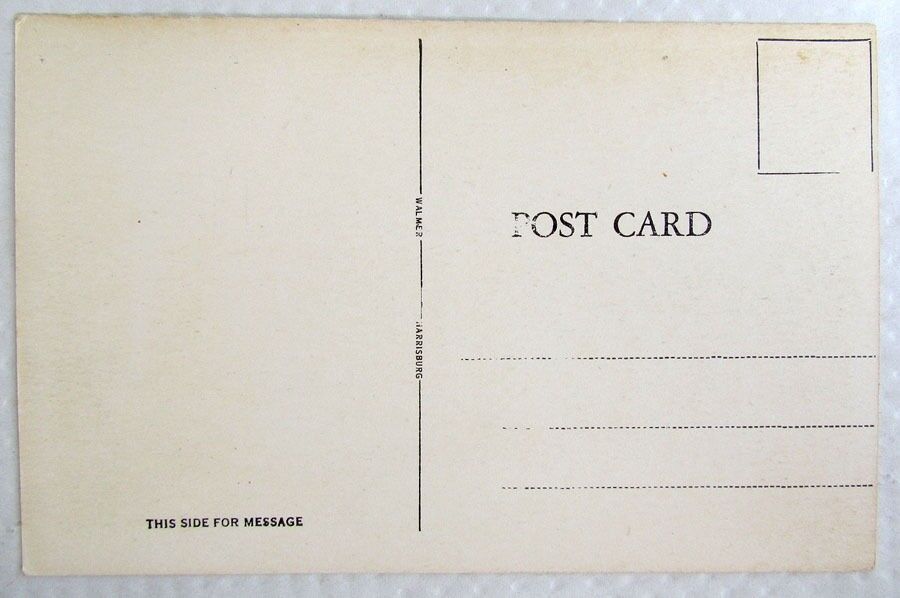 POST CARD
WALMER
HARRISBURG
THIS SIDE FOR MESSAGE